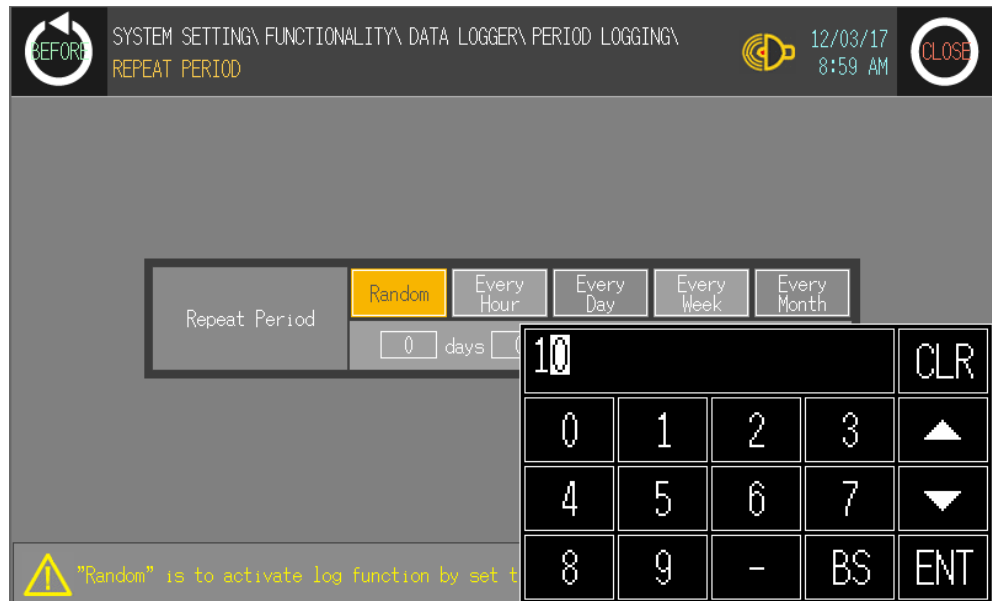 BEFORE
SYSTEM SETTING\ FUNCTIONALITY\ DATA LOGGER\ PERIOD LOGGING\
REPEAT PERIOD
12/03/17
8:59 AM
CLOSE
Repeat Period
Random
Every
Hour
Every
Day
Every
Week
Every
Month
0 days
10
CLR
0 1 2 3
4 5 6 7
8 9 - BS ENT
"Random" is to activate log function by set